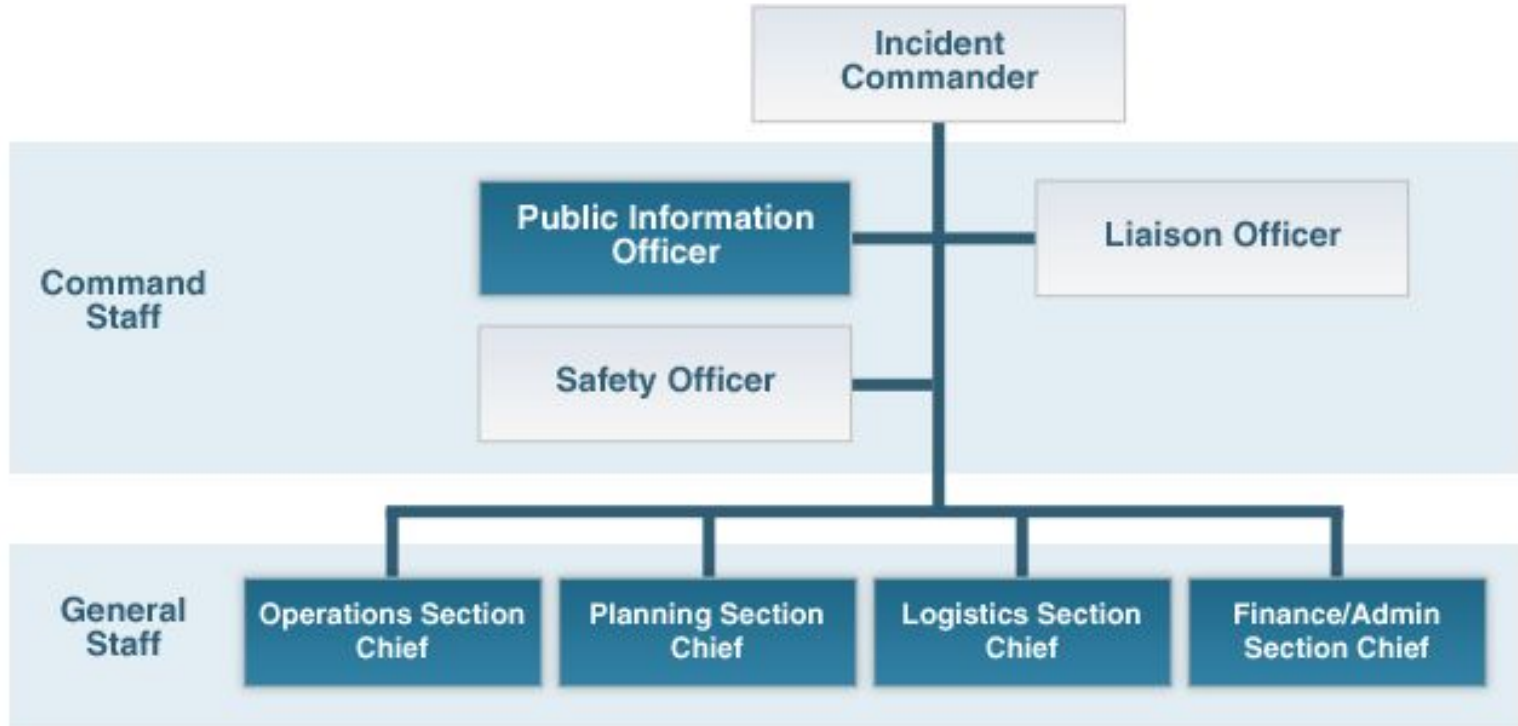 Incident
Commander
Public Information
Officer
Liaison Officer
Command
Staff
Safety Officer
General
Staff
Operations Section
Chief
Planning Section
Chief
Logistics Section
Chief
Finance/Admin
Section Chief